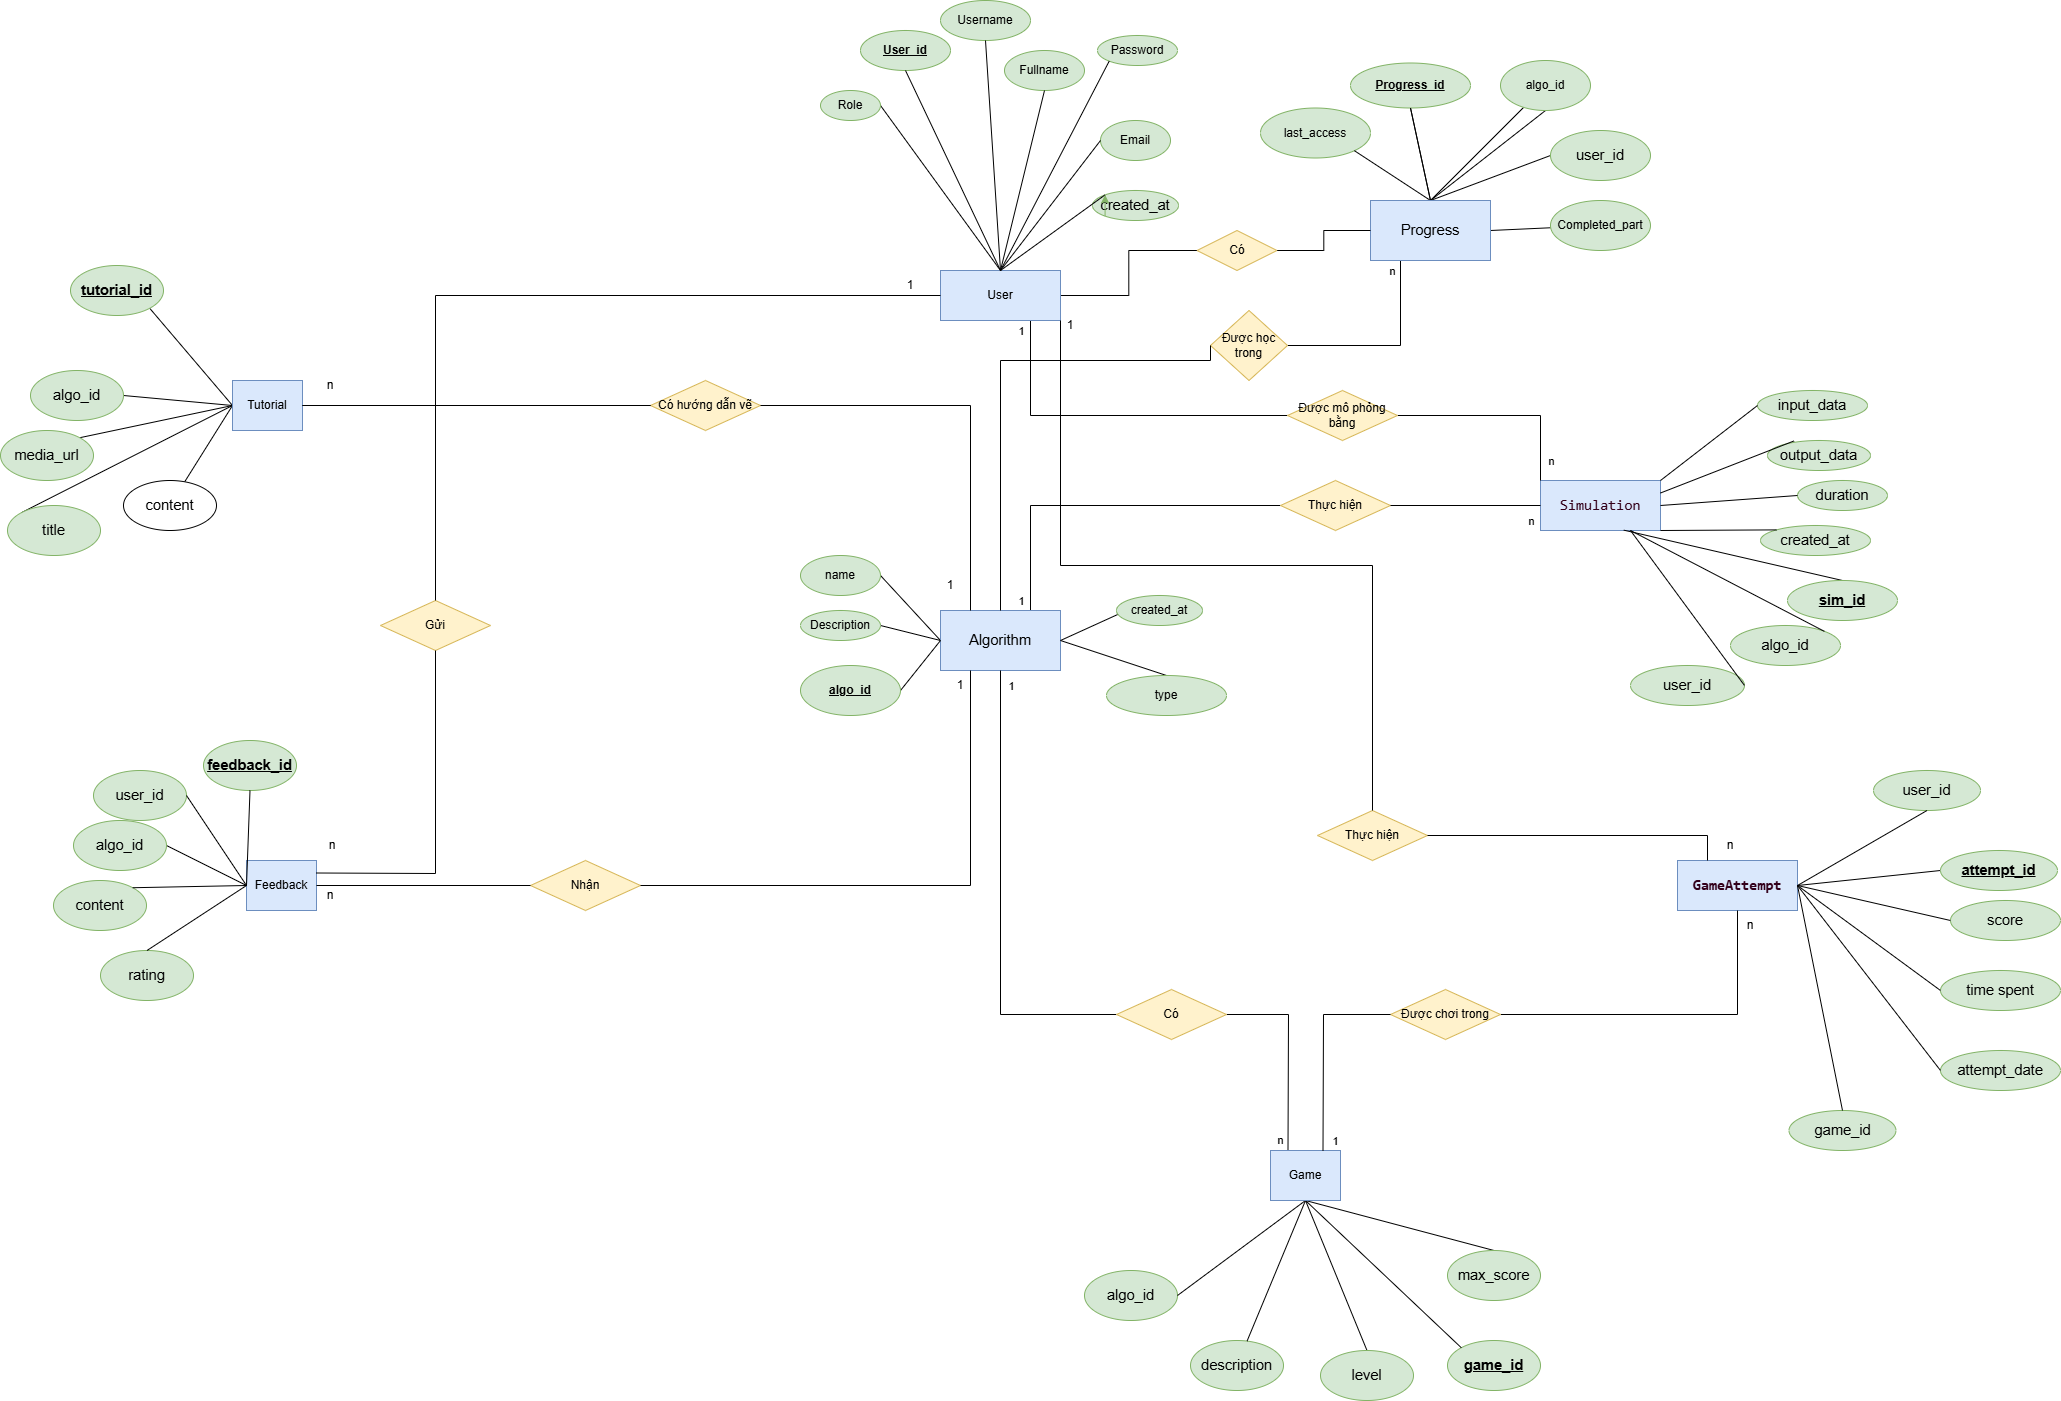 Username
User_id
Fullname
Password
Role
Email
created_at
Progress_id
algo_id
last_access
user_id
Completed_part
Progress
n
Có
User
1
1
1
Được học
trong
tutorial_id
algo_id
media_url
title
content
Tutorial
n
Có hướng dẫn vẽ
Được mô phỏng
bằng
n
input_data
output_data
duration
created_at
sim_id
algo_id
user_id
Simulation
Thực hiện
n
1
1
name
Description
algo_id
Algorithm
created_at
type
1
1
Gửi
feedback_id
user_id
algo_id
content
rating
Feedback
n
n
Nhận
Thực hiện
n
GameAttempt
n
user_id
attempt_id
score
time spent
attempt_date
game_id
Có
Được chơi trong
n
1
Game
algo_id
description
level
game_id
max_score